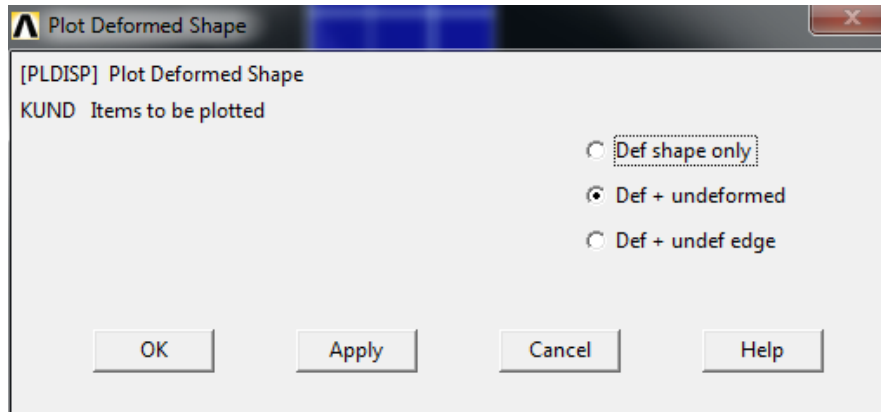 Plot Deformed Shape
[PLDISP] Plot Deformed Shape
KUND Items to be plotted
Def shape only
Def + undeformed
Def + undef edge
OK Apply Cancel Help